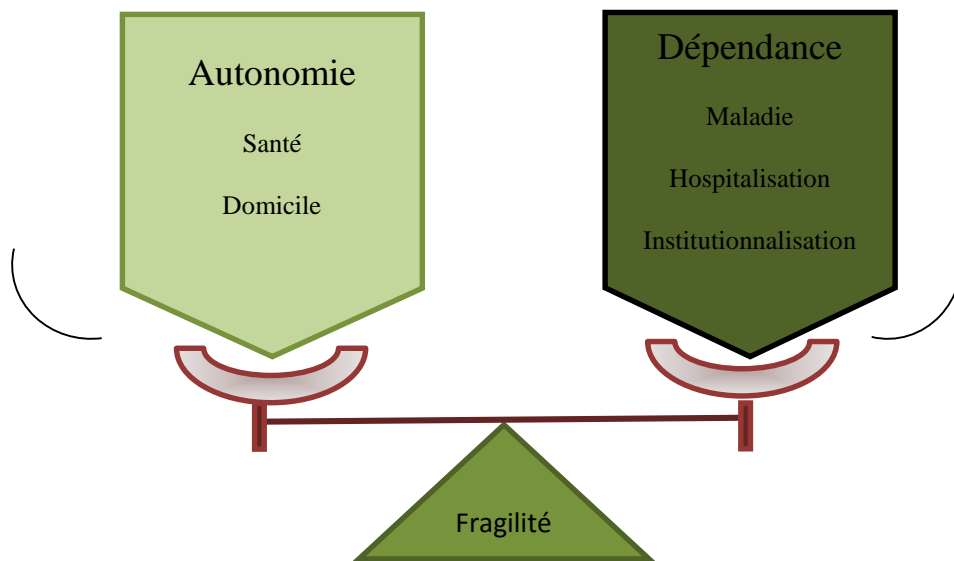 Autonomie
Santé
Domicile
Dépendance
Maladie
Hospitalisation
Institutionnalisation
Fragilité